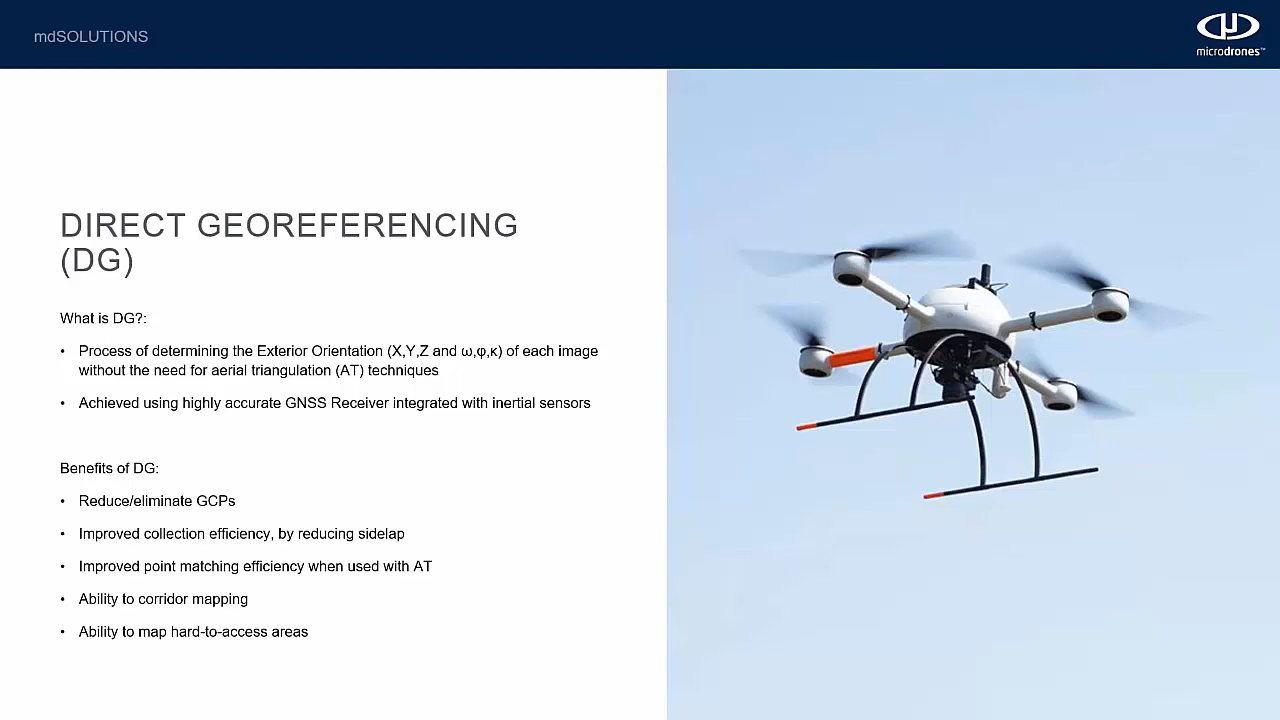 mdSOLUTIONS
microdrones™
DIRECT GEOREFERENCING
(DG)
What is DG?:
• Process of determining the Exterior Orientation (X,Y,Z and ω,φ,κ) of each image
without the need for aerial triangulation (AT) techniques
• Achieved using highly accurate GNSS Receiver integrated with inertial sensors
Benefits of DG:
• Reduce/eliminate GCPs
• Improved collection efficiency, by reducing sidelap
• Improved point matching efficiency when used with AT
• Ability to corridor mapping
• Ability to map hard-to-access areas